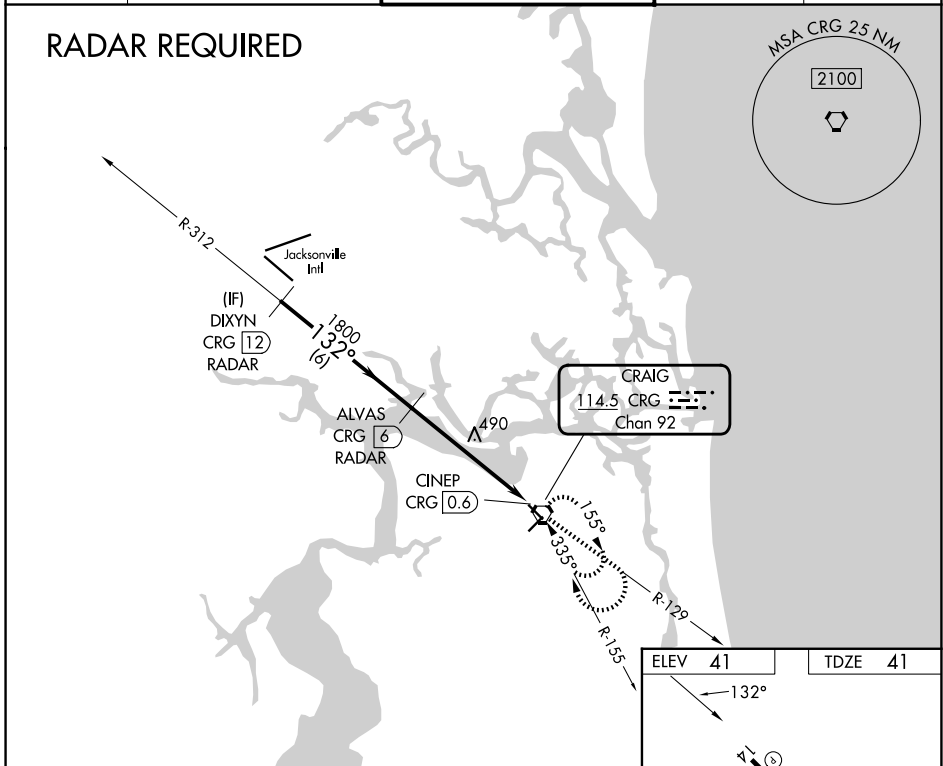 RADAR REQUIRED
MSA CRG 25 NM
2100
R-312
Jacksonville
Intl
(IF)
DIXYN
CRG 12
RADAR
1800
132°
(6)
ALVAS
CRG 6
RADAR
490
CRAIG
114.5 CRG
Chan 92
CINEP
CRG 0.6
155°
335°
R-129
R-155
ELEV 41
TDZE 41
132°
14
P